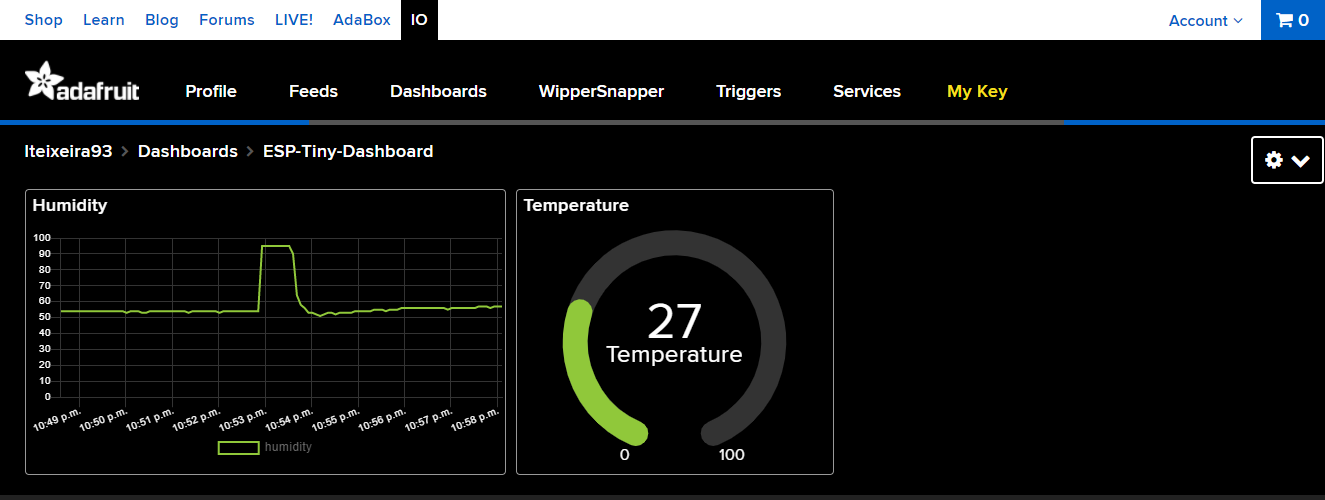 Shop Learn Blog Forums LIVE! AdaBox IO Account 0
adafruit Profile Feeds Dashboards WipperSnapper Triggers Services My Key
Iteixeira93 > Dashboards > ESP-Tiny-Dashboard
Humidity
100
90
80
70
60
50
40
30
20
10
0
10:49 p.m. 10:50 p.m. 10:51 p.m. 10:52 p.m. 10:53 p.m. 10:54 p.m. 10:55 p.m. 10:56 p.m. 10:57 p.m. 10:58 p.m.
humidity
Temperature
27
Temperature
0 100